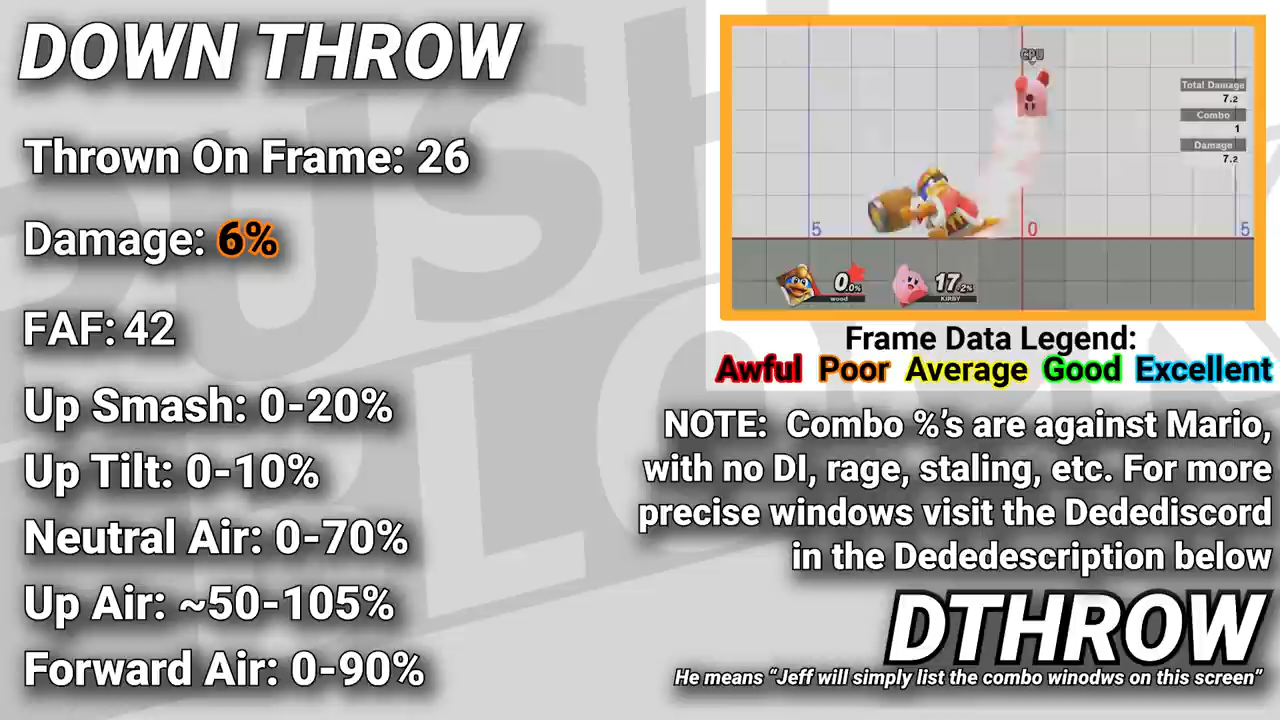 DOWN THROW
Thrown On Frame: 26
Damage: 6%
FAF: 42
Up Smash: 0-20%
Up Tilt: 0-10%
Neutral Air: 0-70%
Up Air: ~50-105%
Forward Air: 0-90%
CPU
Total Damage
7.2
Combo
1
Damage
7.2
5
0
5
0.0%
wood
17.2%
KIRBY
Frame Data Legend:
Awful Poor Average Good Excellent
NOTE: Combo %'s are against Mario,
with no DI, rage, staling, etc. For more
precise windows visit the Dedediscord
in the Dededescription below
DTHROW
He means “Jeff will simply list the combo winodws on this screen”